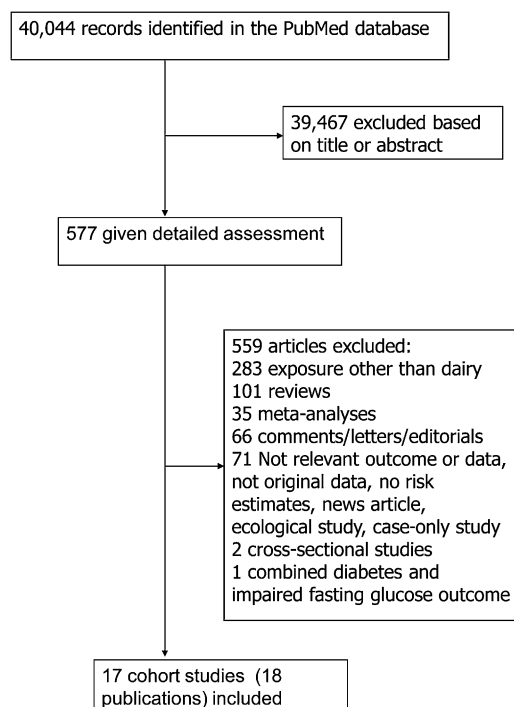 40,044 records identified in the PubMed database
39,467 excluded based
on title or abstract
577 given detailed assessment
559 articles excluded:
283 exposure other than dairy
101 reviews
35 meta-analyses
66 comments/letters/editorials
71 Not relevant outcome or data,
not original data, no risk
estimates, news article,
ecological study, case-only study
2 cross-sectional studies
1 combined diabetes and
impaired fasting glucose outcome
17 cohort studies (18
publications) included